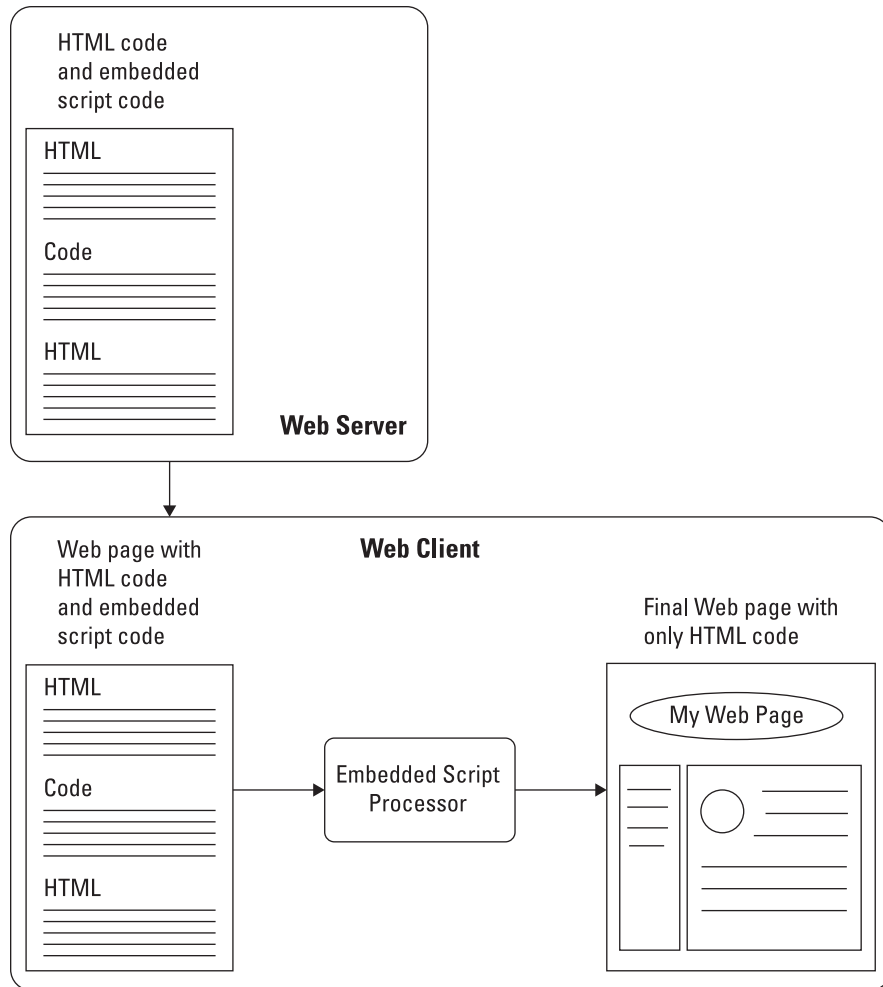 HTML code
and embedded
script code
HTML
Code
HTML
Web Server
Web page with
HTML code
and embedded
script code
Web Client
Final Web page with
only HTML code
HTML
Code
HTML
Embedded Script
Processor
My Web Page